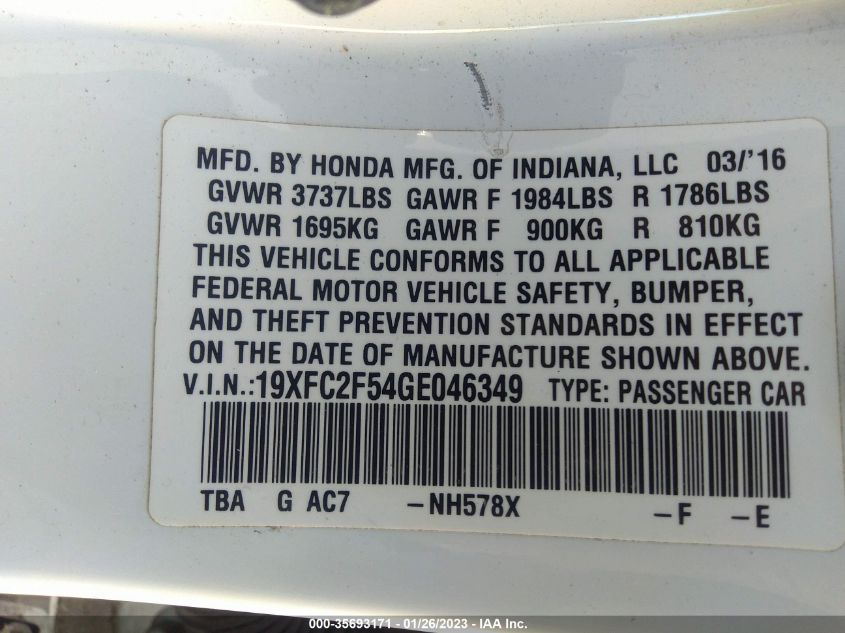 MFD. BY HONDA MFG. OF INDIANA, LLC 03/'16
GVWR 3737LBS GAWR F 1984LBS R 1786LBS
GVWR 1695KG GAWR F 900KG R 810KG
THIS VEHICLE CONFORMS TO ALL APPLICABLE
FEDERAL MOTOR VEHICLE SAFETY, BUMPER,
AND THEFT PREVENTION STANDARDS IN EFFECT
ON THE DATE OF MANUFACTURE SHOWN ABOVE.
V.I.N.:19XFC2F54GE046349 TYPE: PASSENGER CAR
TBA G AC7 -NH578X -F -E
000-35693171 - 01/26/2023 - IAA Inc.